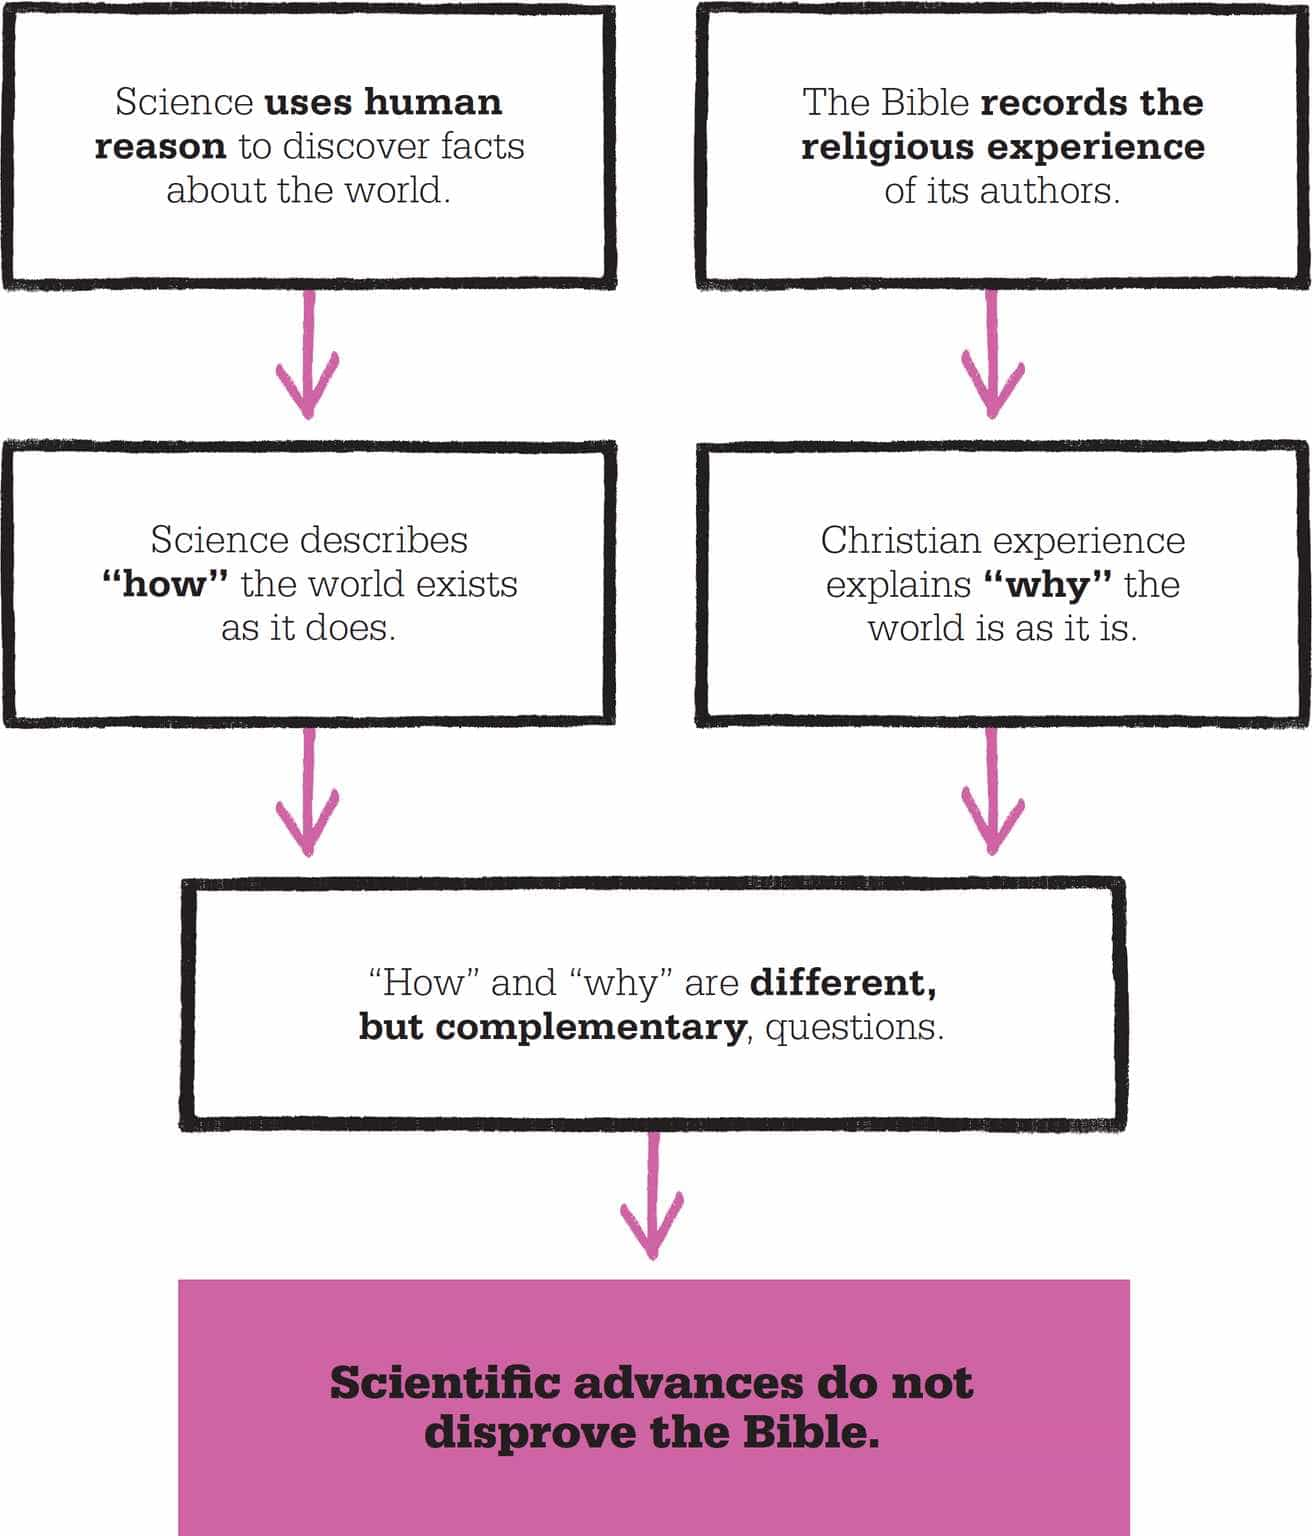 Science uses human
reason to discover facts
about the world.
The Bible records the
religious experience
of its authors.
Science describes
“how” the world exists
as it does.
Christian experience
explains “why” the
world is as it is.
“How” and “why” are different,
but complementary, questions.
Scientific advances do not
disprove the Bible.